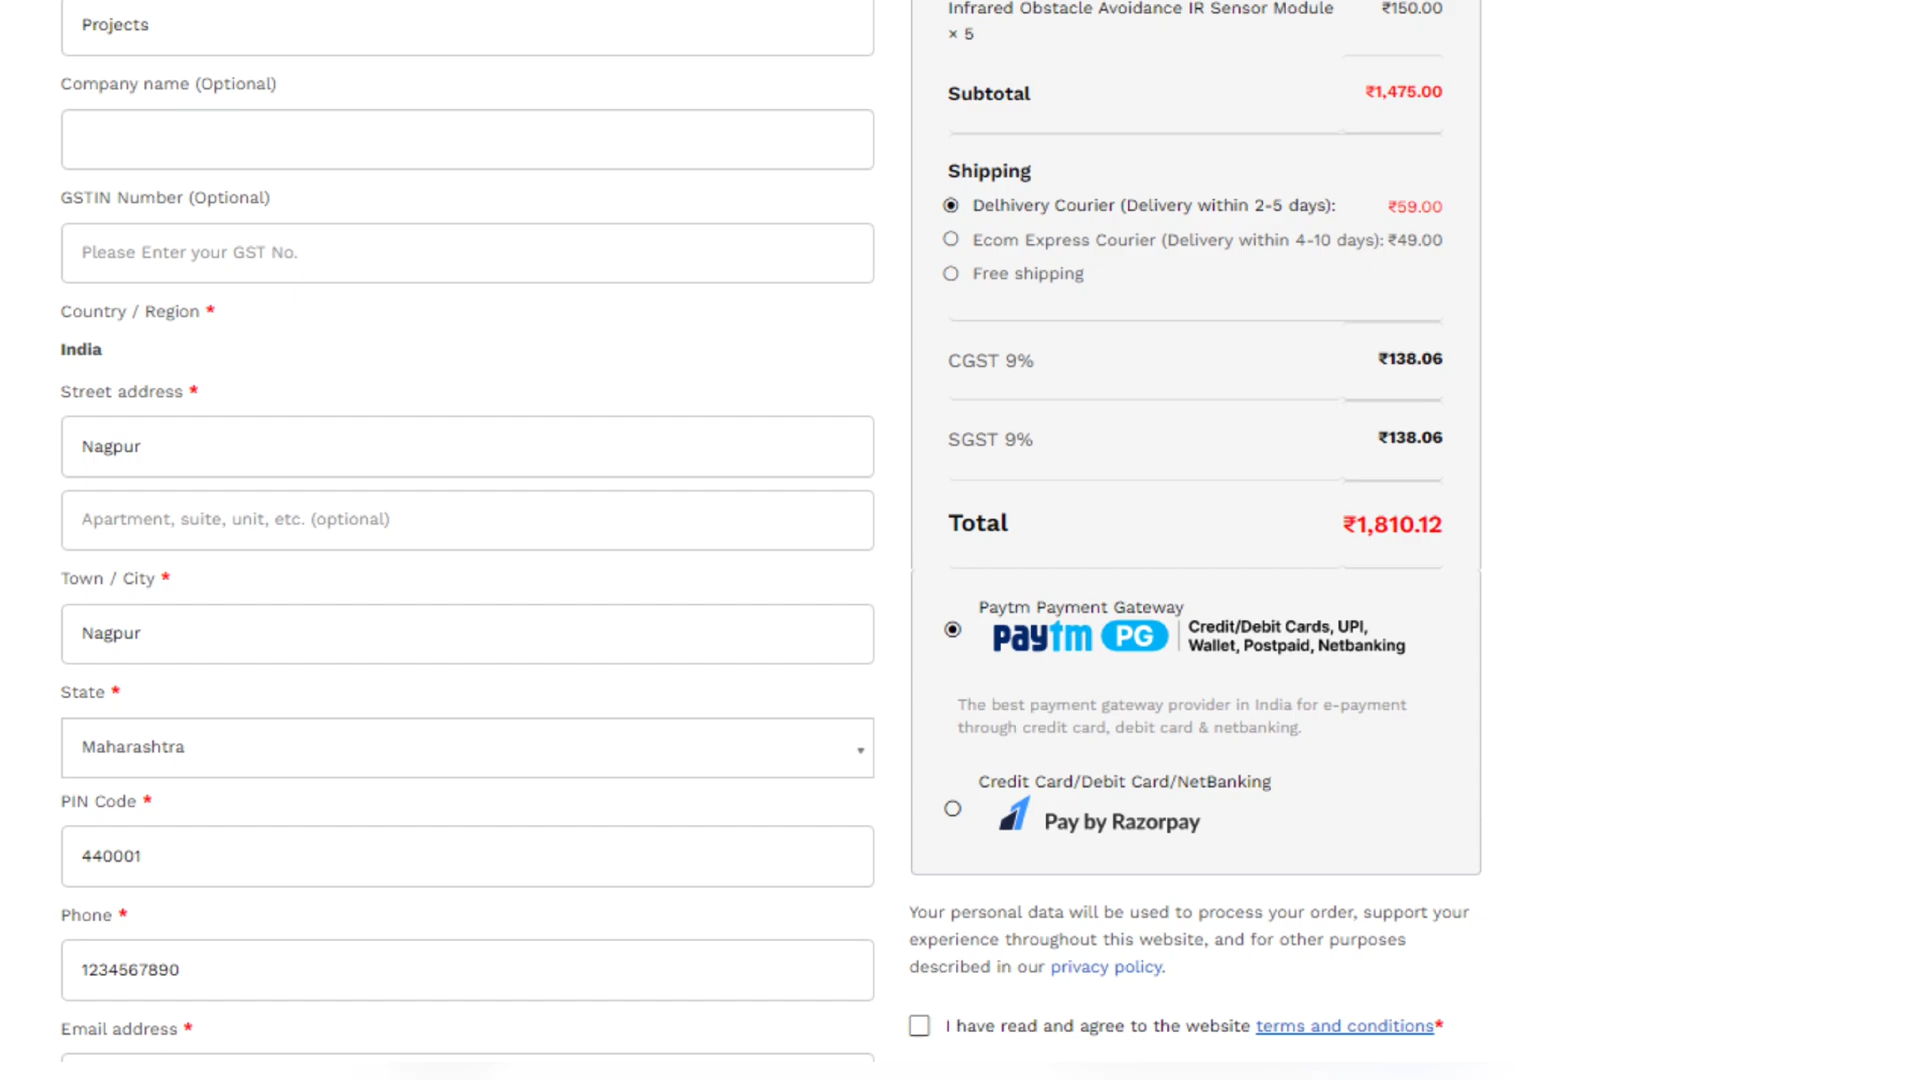 Projects
Company name (Optional)
GSTIN Number (Optional)
Please Enter your GST No.
Country / Region *
India
Street address *
Nagpur
Apartment, suite, unit, etc. (optional)
Town / City *
Nagpur
State *
Maharashtra
PIN Code *
440001
Phone *
1234567890
Email address *
Infrared Obstacle Avoidance IR Sensor Module ₹150.00
× 5
Subtotal ₹1,475.00
Shipping
Delhivery Courier (Delivery within 2-5 days): ₹59.00
Ecom Express Courier (Delivery within 4-10 days): ₹49.00
Free shipping
CGST 9% ₹138.06
SGST 9% ₹138.06
Total ₹1,810.12
Paytm Payment Gateway
paytm PG Credit/Debit Cards, UPI,
Wallet, Postpaid, Netbanking
The best payment gateway provider in India for e-payment
through credit card, debit card & netbanking.
Credit Card/Debit Card/NetBanking
Pay by Razorpay
Your personal data will be used to process your order, support your
experience throughout this website, and for other purposes
described in our privacy policy.
I have read and agree to the website terms and conditions*